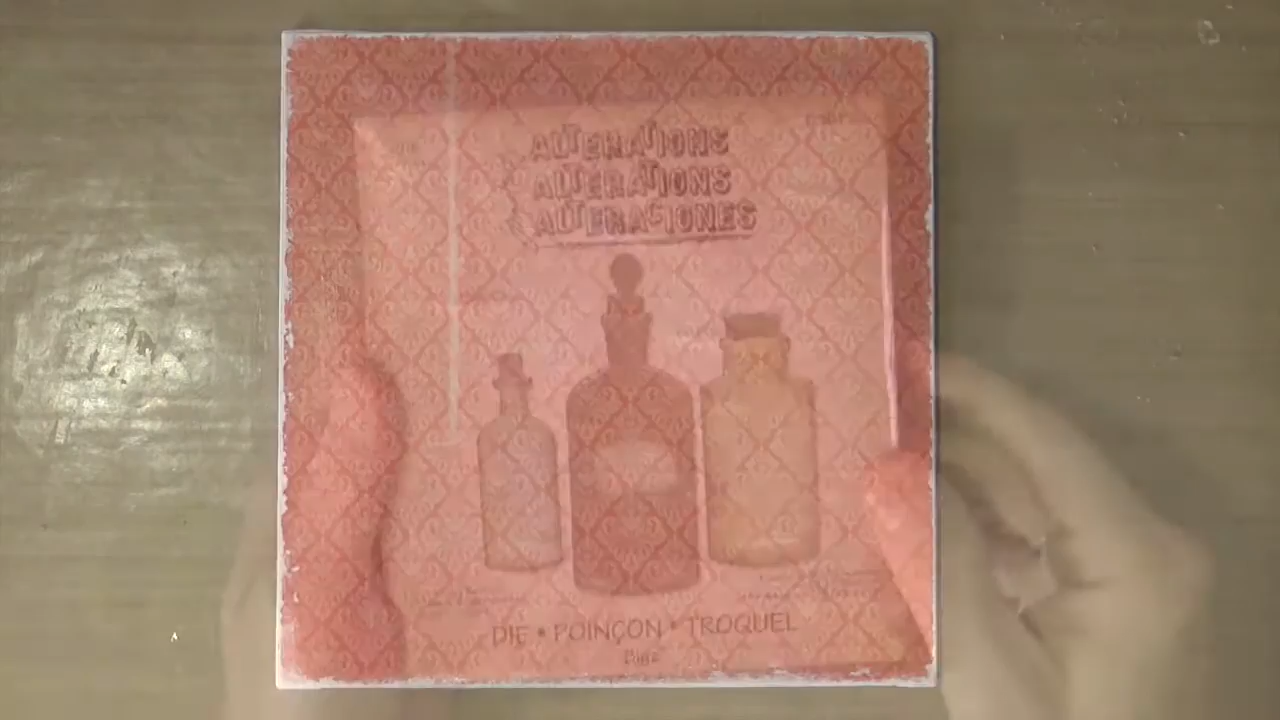 ALTERATIONS
ALTÉRATIONS
ALTERACIONES
DIE • POINÇON • TROQUEL